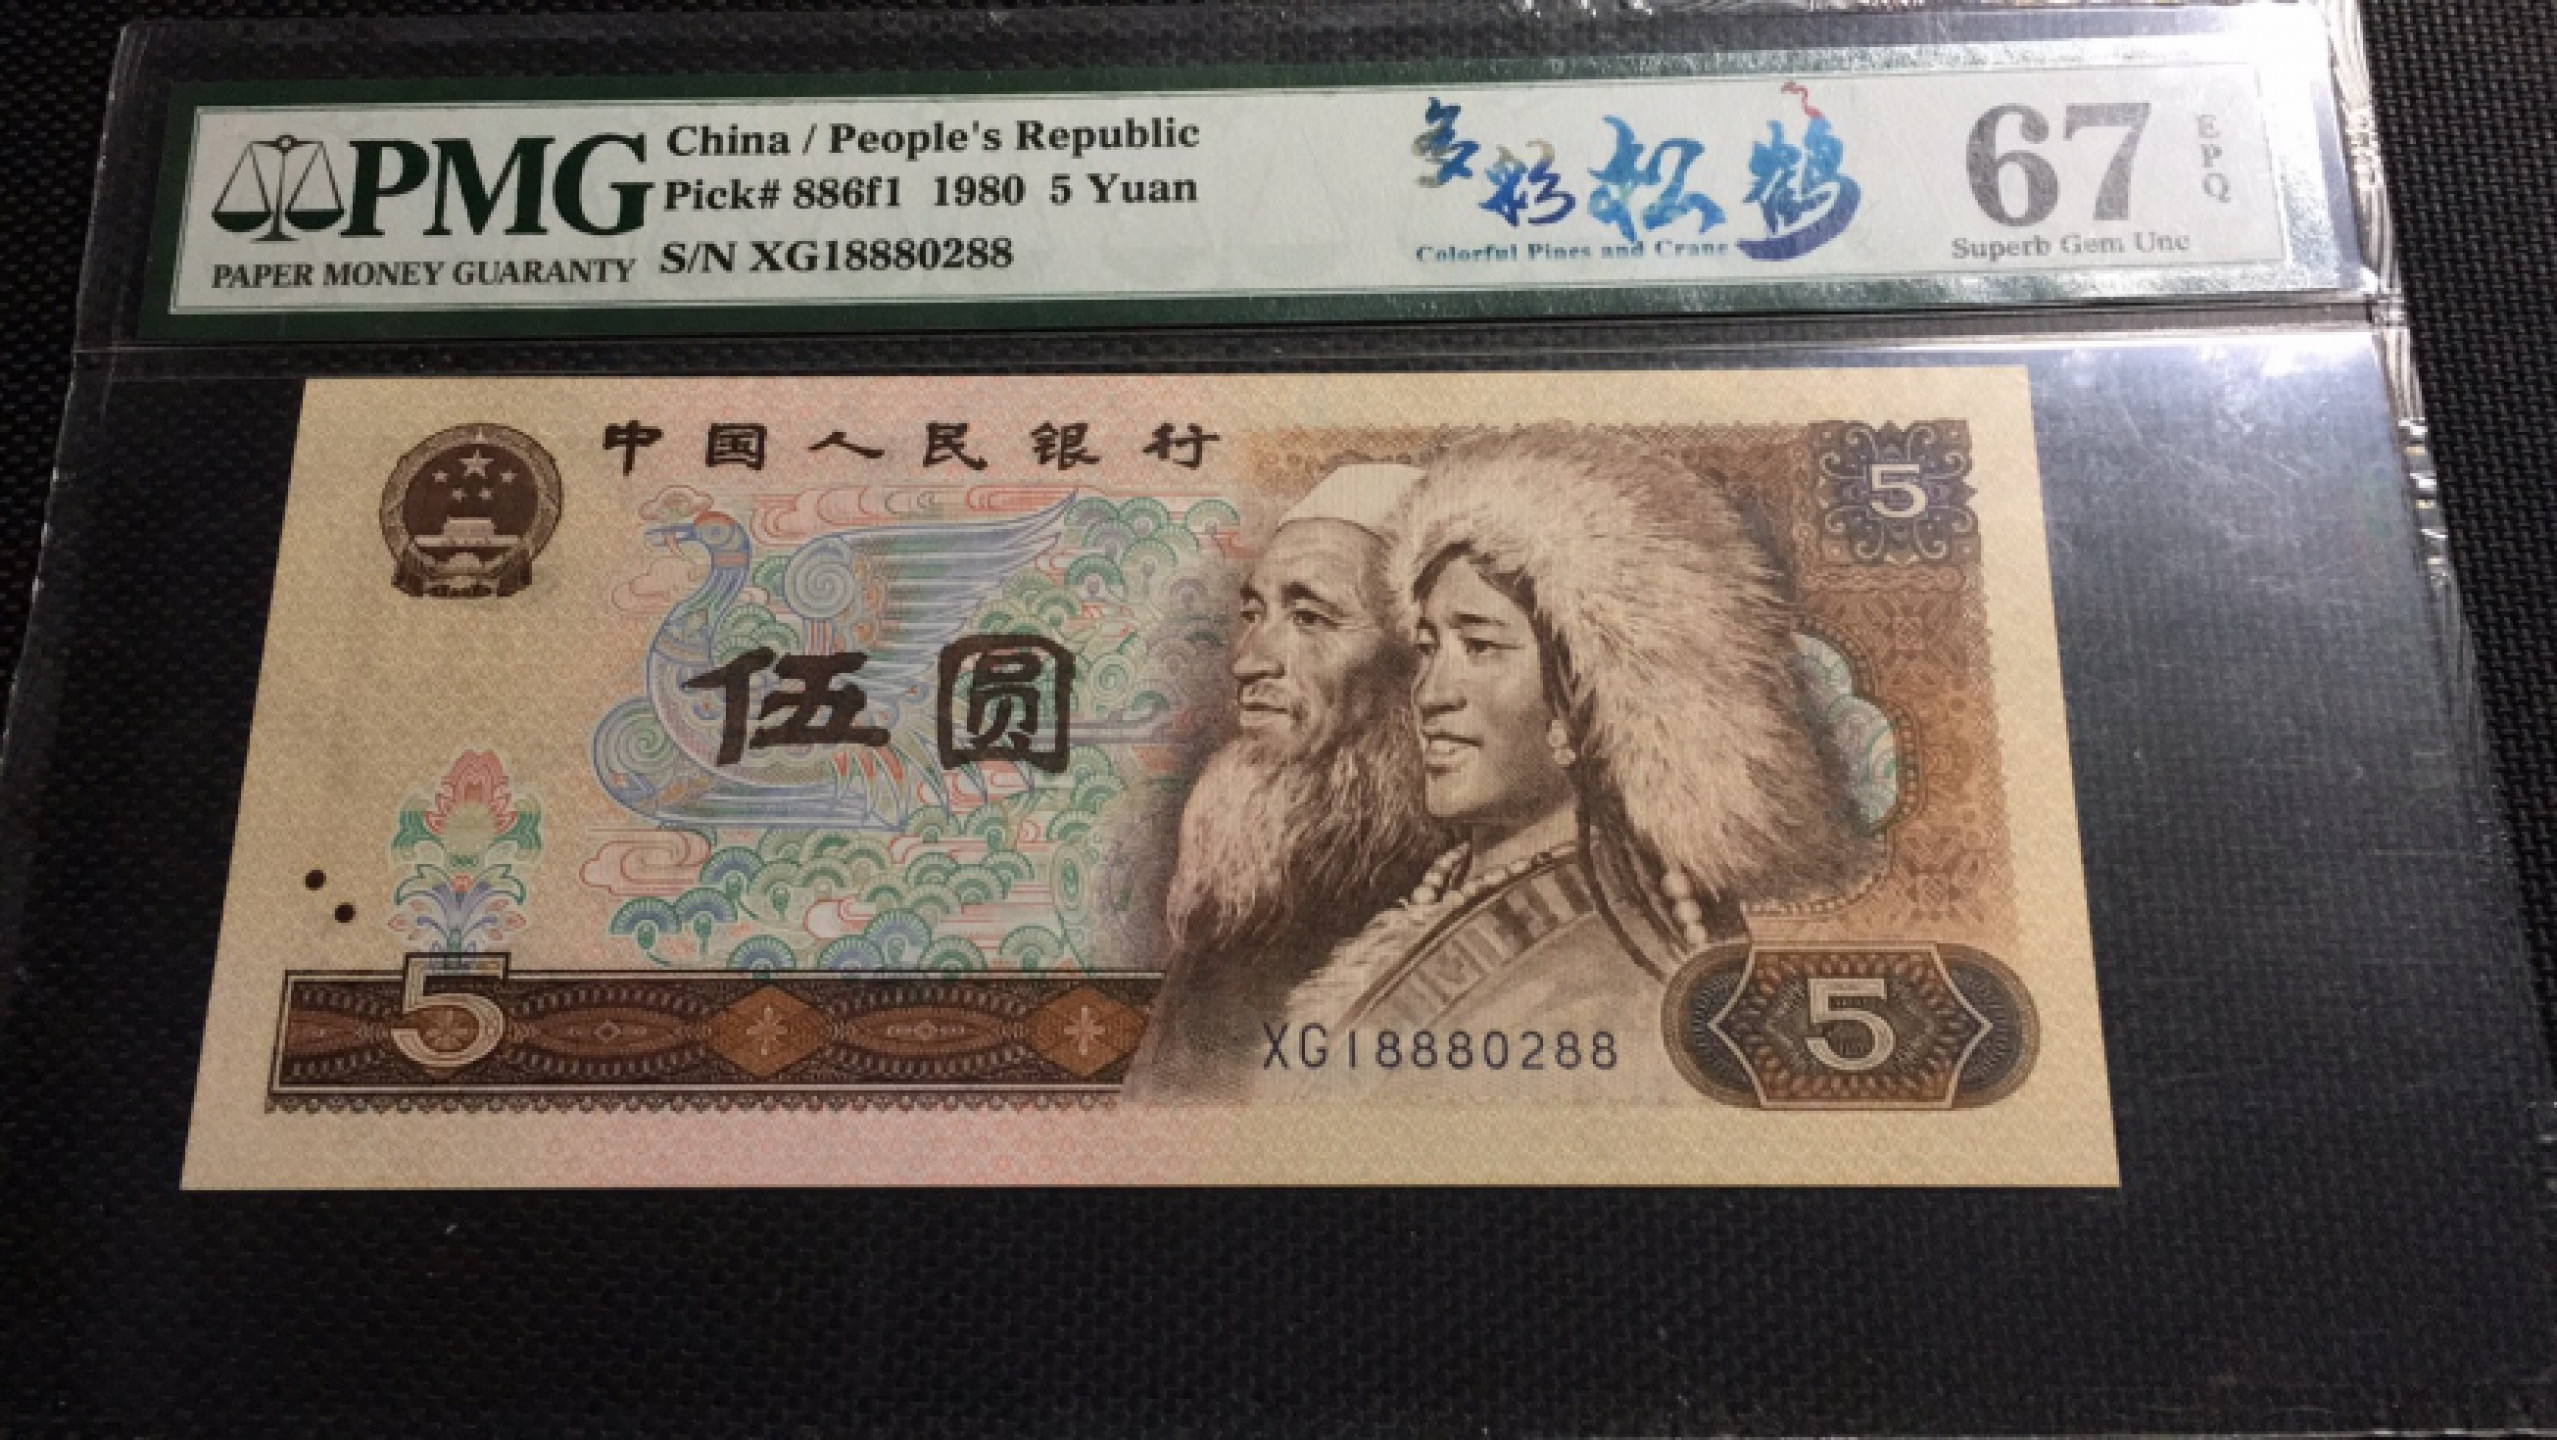 PMG
PAPER MONEY GUARANTY
China / People's Republic
Pick# 886f1 1980 5 Yuan
S/N XG18880288
多彩松鹤
Colorful Pines and Crane
67
EPQ
Superb Gem Unc
中国人民银行
5
伍圆
5
XG18880288
5